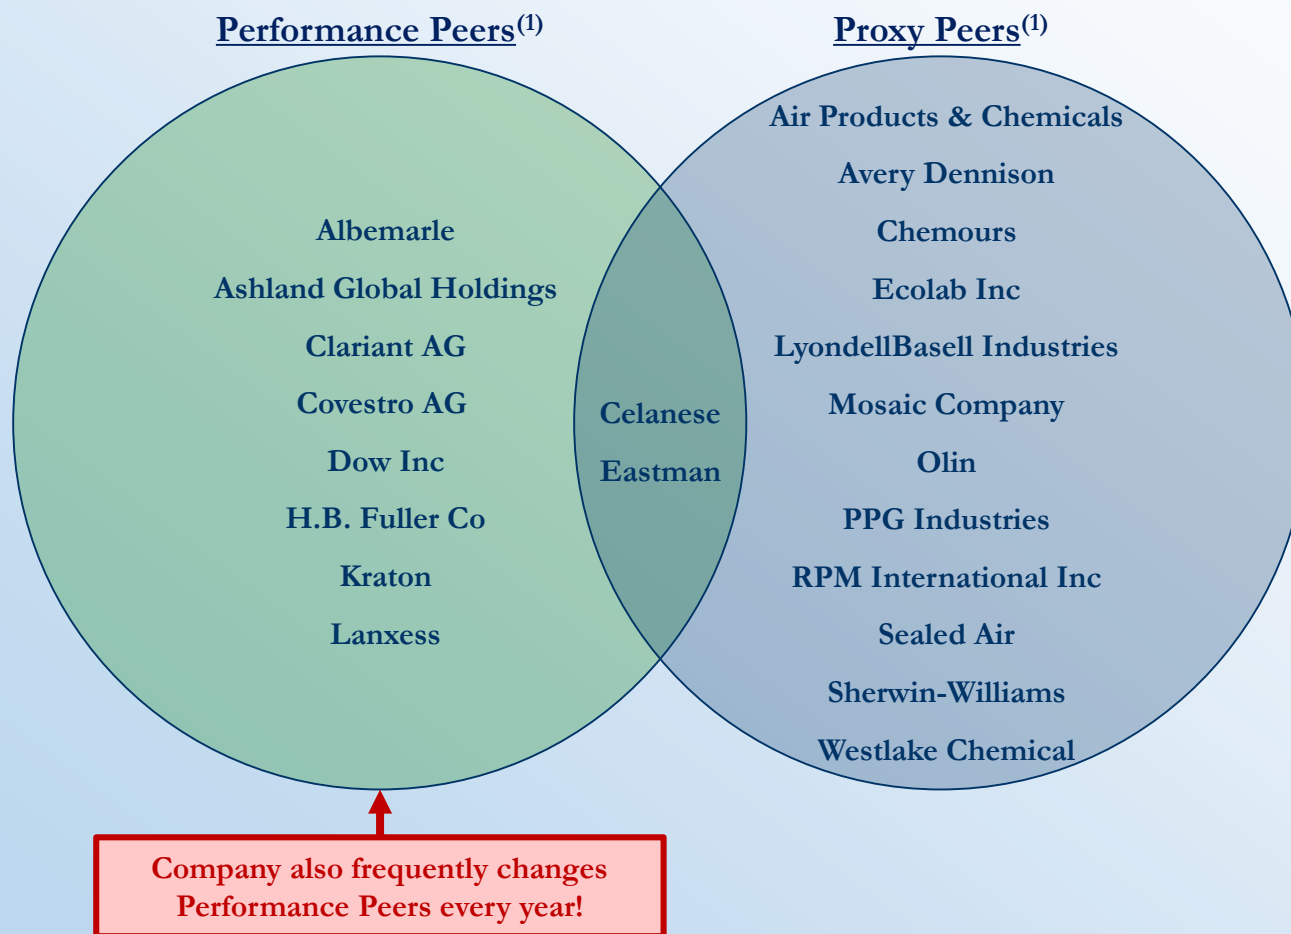 Performance Peers(1)
Proxy Peers(1)
Albemarle
Ashland Global Holdings
Clariant AG
Covestro AG
Dow Inc
H.B. Fuller Co
Kraton
Lanxess
Celanese
Eastman
Air Products & Chemicals
Avery Dennison
Chemours
Ecolab Inc
LyondellBasell Industries
Mosaic Company
Olin
PPG Industries
RPM International Inc
Sealed Air
Sherwin-Williams
Westlake Chemical
Company also frequently changes
Performance Peers every year!